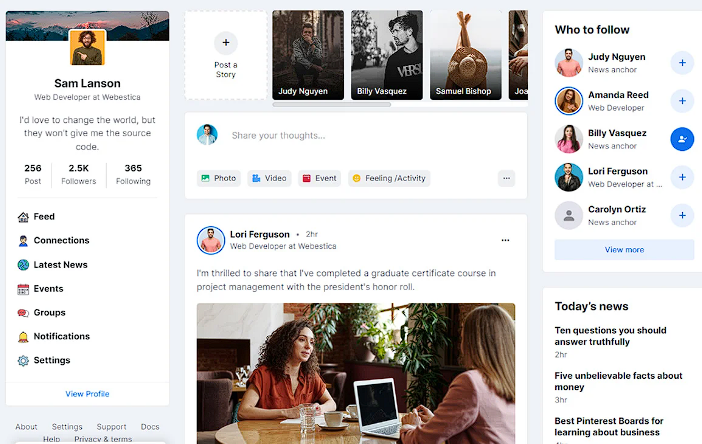 Sam Lanson
Web Developer at Webestica
I'd love to change the world, but
they won't give me the source
code.
256
Post
2.5K
Followers
365
Following
Feed
Connections
Latest News
Events
Groups
Notifications
Settings
View Profile
About Settings Support Docs
Help Privacy & terms
Post a
Story
Judy Nguyen
Billy Vasquez
Samuel Bishop
Joa
Share your thoughts...
Photo
Video
Event
Feeling /Activity
Lori Ferguson • 2hr
Web Developer at Webestica
I'm thrilled to share that I've completed a graduate certificate course in
project management with the president's honor roll.
Who to follow
Judy Nguyen
News anchor
Amanda Reed
Web Developer
Billy Vasquez
News anchor
Lori Ferguson
Web Developer at ...
Carolyn Ortiz
News anchor
View more
Today's news
Ten questions you should
answer truthfully
2hr
Five unbelievable facts about
money
3hr
Best Pinterest Boards for
learning about business